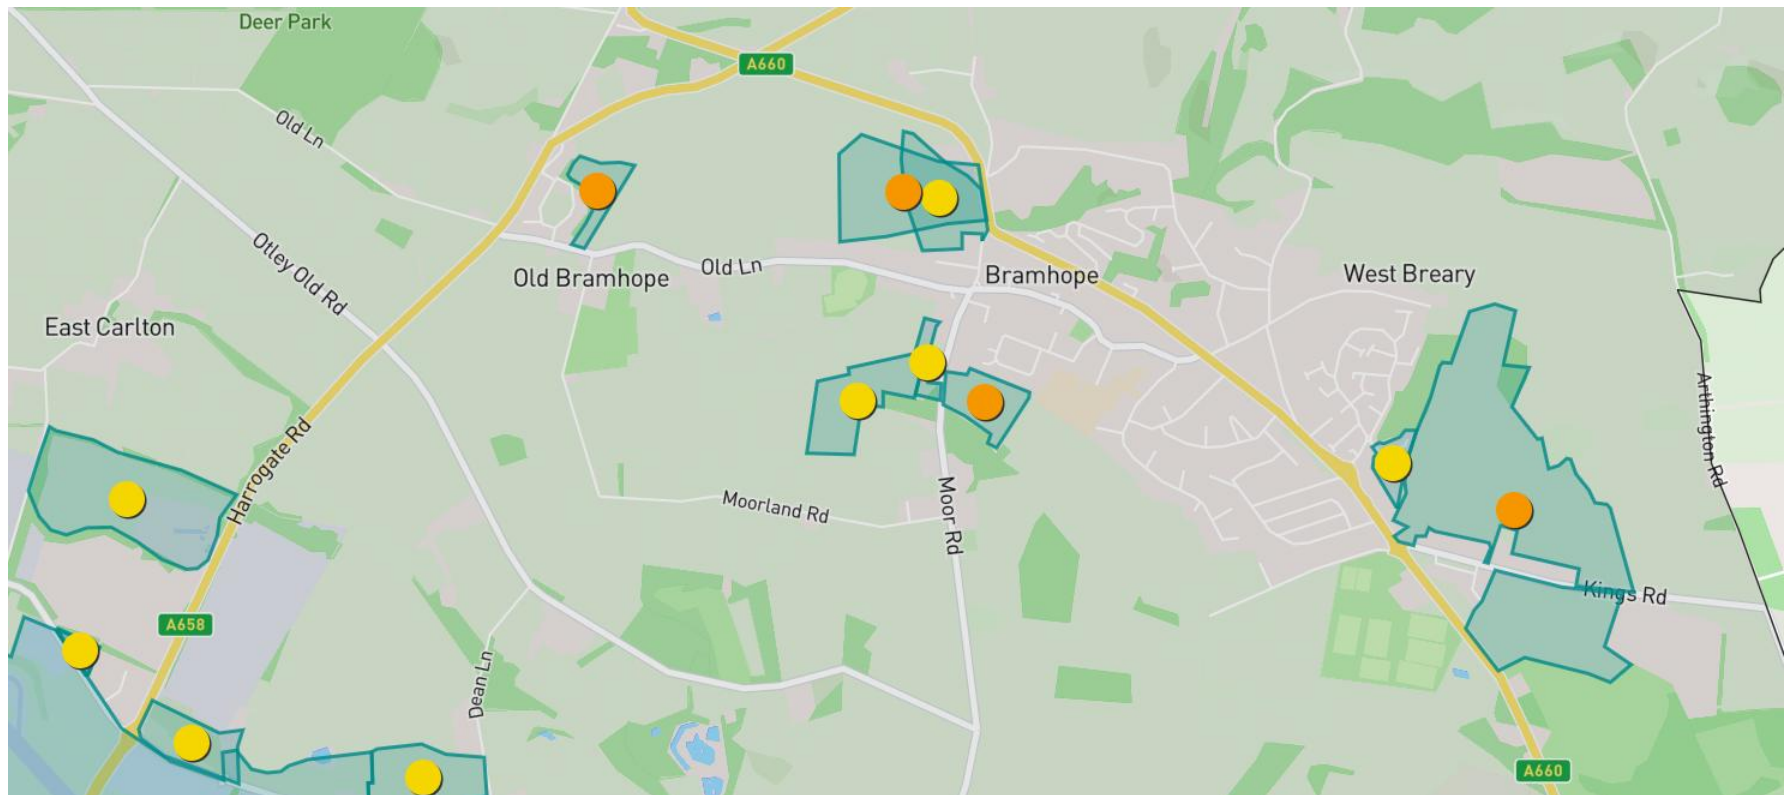 Deer Park
A660
Old Ln
Otley Old Rd
Old Bramhope
Old Ln
Bramhope
West Breary
East Carlton
Harrogate Rd
Arthington Rd
Moorland Rd
Moor Rd
Kings Rd
A658
Dean Ln
A660